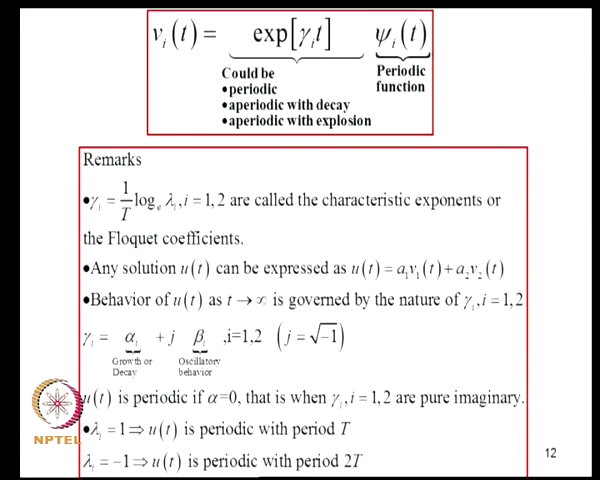 v_i(t) = exp[γ_i t] ψ_i(t)
Could be
•periodic
•aperiodic with decay
•aperiodic with explosion
Periodic
function
Remarks
•γ_i = 1/T log_e λ_i, i = 1, 2 are called the characteristic exponents or
the Floquet coefficients.
•Any solution u(t) can be expressed as u(t) = a_1v_1(t) + a_2v_2(t)
•Behavior of u(t) as t → ∞ is governed by the nature of γ_i, i = 1, 2
γ_i = α_i + j β_i ,i=1,2 (j = √-1)
Growth or
Decay
Oscillatory
behavior
u(t) is periodic if α=0, that is when γ_i, i = 1, 2 are pure imaginary.
•λ_i = 1 ⇒ u(t) is periodic with period T
λ_i = -1 ⇒ u(t) is periodic with period 2T
NPTEL
12